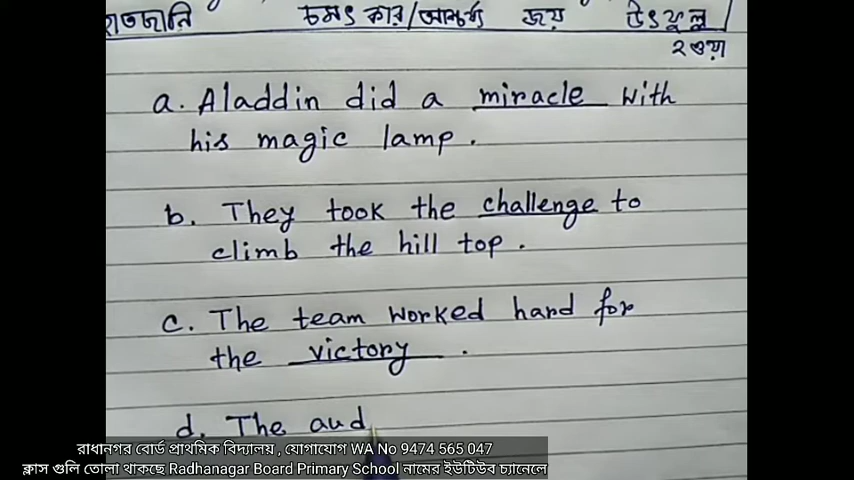 হাতজানি চমৎকার/আশ্চর্য জয় উৎফুল্ল
হওয়া
a. Aladdin did a miracle with
his magic lamp.
b. They took the challenge to
climb the hill top.
c. The team worked hard for
the victory.
d. The aud
রাধানগর বোর্ড প্রাথমিক বিদ্যালয় , যোগাযোগ WA No 9474 565 047
ক্লাস গুলি তোলা থাকছে Radhanagar Board Primary School নামের ইউটিউব চ্যানেলে